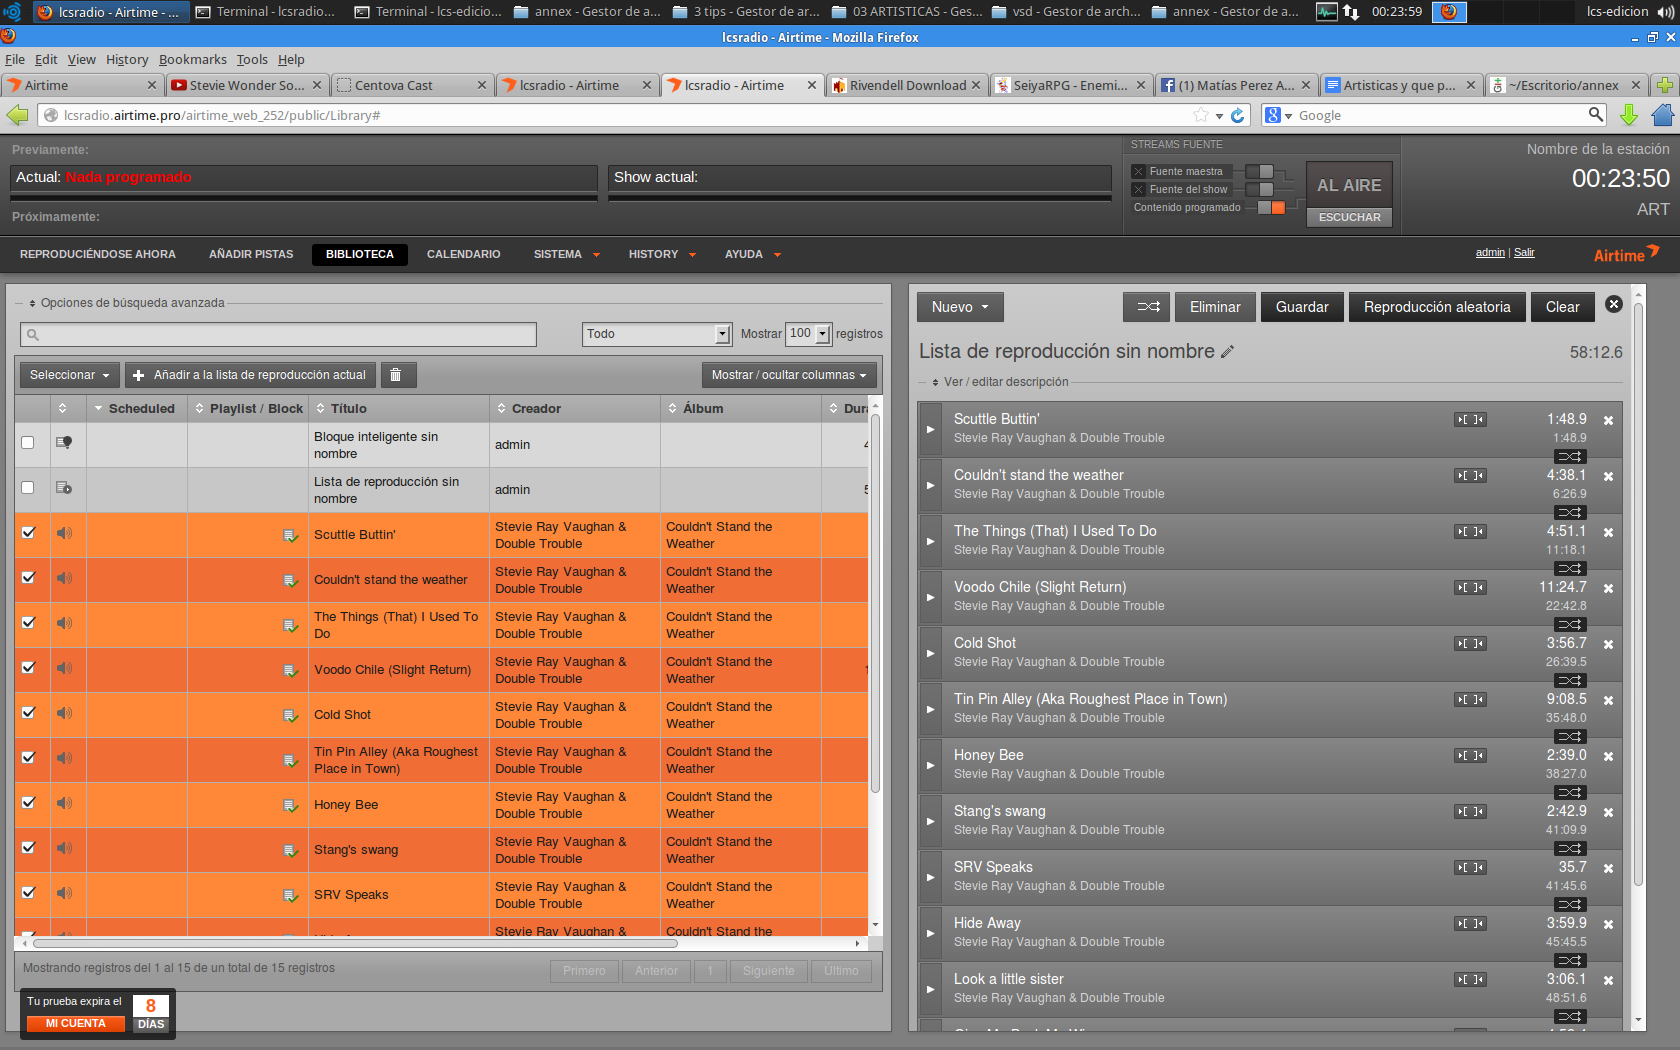 lcsradio - Airtime - ...
Terminal - lcsradio...
Terminal - lcs-edicio...
annex - Gestor de a...
3 tips - Gestor de ar...
03 ARTISTICAS - Ges...
vsd - Gestor de arch...
annex - Gestor de a...
00:23:59
lcs-edicion
lcsradio - Airtime - Mozilla Firefox
File Edit View History Bookmarks Tools Help
Airtime
Stevie Wonder So...
Centova Cast
lcsradio - Airtime
lcsradio - Airtime
Rivendell Download
SeiyaRPG - Enemi...
(1) Matías Perez A...
Artisticas y que p...
~/Escritorio/annex
lcsradio.airtime.pro/airtime_web_252/public/Library#
Google
Previamente:
Actual: Nada programado
Show actual:
Próximamente:
STREAMS FUENTE
Fuente maestra
Fuente del show
Contenido programado
AL AIRE
ESCUCHAR
Nombre de la estación
00:23:50
ART
REPRODUCIÉNDOSE AHORA
AÑADIR PISTAS
BIBLIOTECA
CALENDARIO
SISTEMA
HISTORY
AYUDA
admin | Salir
Airtime
Opciones de búsqueda avanzada
Todo
Mostrar 100 registros
Seleccionar
Añadir a la lista de reproducción actual
Mostrar / ocultar columnas
Scheduled
Playlist / Block
Título
Creador
Álbum
Dura
Bloque inteligente sin
nombre
admin
4
Lista de reproducción sin
nombre
admin
5
Scuttle Buttin'
Stevie Ray Vaughan &
Double Trouble
Couldn't Stand the
Weather
Couldn't stand the weather
Stevie Ray Vaughan &
Double Trouble
Couldn't Stand the
Weather
The Things (That) I Used To
Do
Stevie Ray Vaughan &
Double Trouble
Couldn't Stand the
Weather
Voodo Chile (Slight Return)
Stevie Ray Vaughan &
Double Trouble
Couldn't Stand the
Weather
1
Cold Shot
Stevie Ray Vaughan &
Double Trouble
Couldn't Stand the
Weather
Tin Pin Alley (Aka Roughest
Place in Town)
Stevie Ray Vaughan &
Double Trouble
Couldn't Stand the
Weather
Honey Bee
Stevie Ray Vaughan &
Double Trouble
Couldn't Stand the
Weather
Stang's swang
Stevie Ray Vaughan &
Double Trouble
Couldn't Stand the
Weather
SRV Speaks
Stevie Ray Vaughan &
Double Trouble
Couldn't Stand the
Weather
Stevie Ray Vaughan &
Couldn't Stand the
Mostrando registros del 1 al 15 de un total de 15 registros
Primero
Anterior
1
Siguiente
Último
Tu prueba expira el
MI CUENTA
8
DÍAS
Nuevo
Eliminar
Guardar
Reproducción aleatoria
Clear
Lista de reproducción sin nombre
58:12.6
Ver / editar descripción
Scuttle Buttin'
1:48.9
Stevie Ray Vaughan & Double Trouble
1:48.9
Couldn't stand the weather
4:38.1
Stevie Ray Vaughan & Double Trouble
6:26.9
The Things (That) I Used To Do
4:51.1
Stevie Ray Vaughan & Double Trouble
11:18.1
Voodo Chile (Slight Return)
11:24.7
Stevie Ray Vaughan & Double Trouble
22:42.8
Cold Shot
3:56.7
Stevie Ray Vaughan & Double Trouble
26:39.5
Tin Pin Alley (Aka Roughest Place in Town)
9:08.5
Stevie Ray Vaughan & Double Trouble
35:48.0
Honey Bee
2:39.0
Stevie Ray Vaughan & Double Trouble
38:27.0
Stang's swang
2:42.9
Stevie Ray Vaughan & Double Trouble
41:09.9
SRV Speaks
35.7
Stevie Ray Vaughan & Double Trouble
41:45.6
Hide Away
3:59.9
Stevie Ray Vaughan & Double Trouble
45:45.5
Look a little sister
3:06.1
Stevie Ray Vaughan & Double Trouble
48:51.6